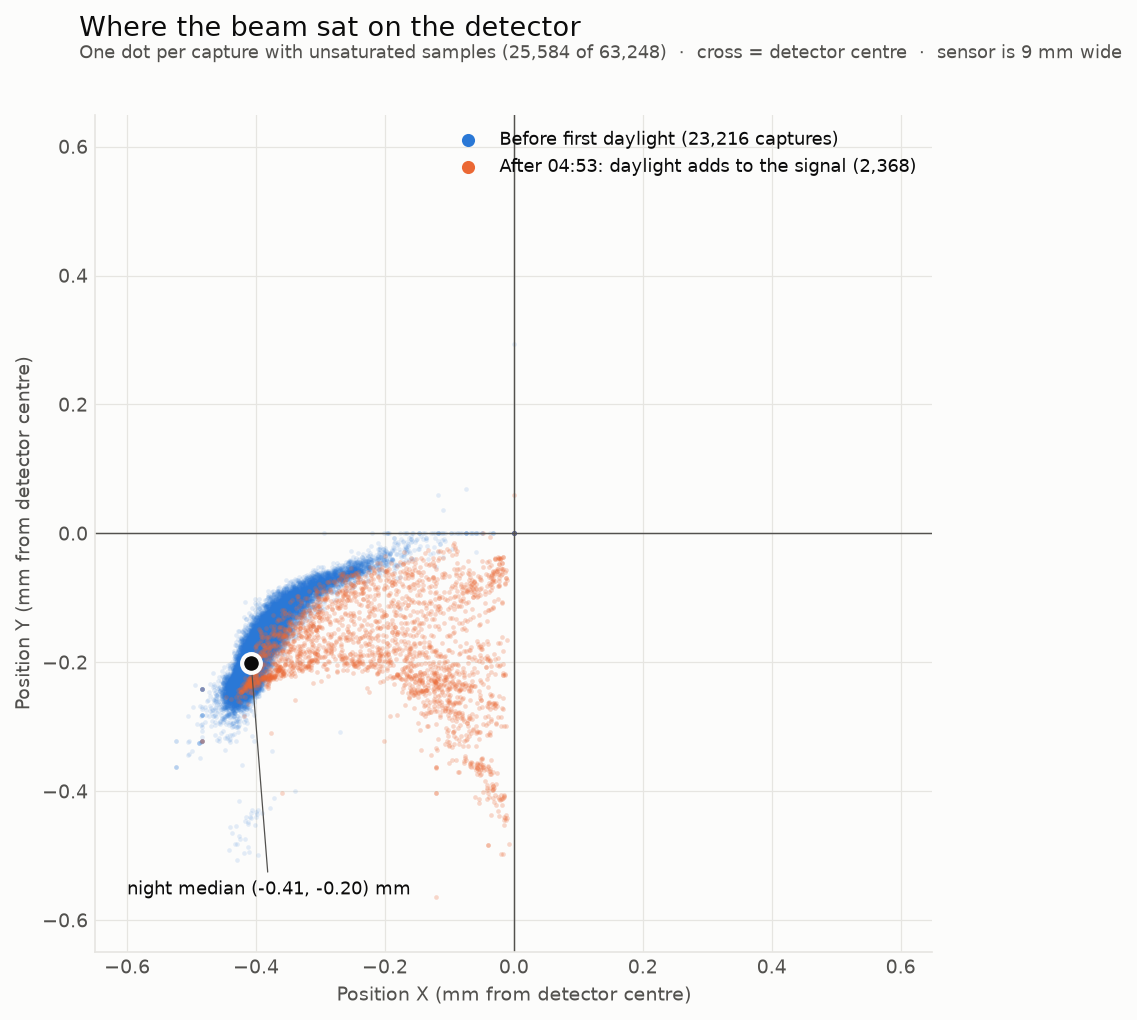 Where the beam sat on the detector
One dot per capture with unsaturated samples (25,584 of 63,248) · cross = detector centre · sensor is 9 mm wide
Before first daylight (23,216 captures)
After 04:53: daylight adds to the signal (2,368)
0.6
0.4
0.2
0.0
−0.2
−0.4
−0.6
Position Y (mm from detector centre)
night median (-0.41, -0.20) mm
−0.6 −0.4 −0.2 0.0 0.2 0.4 0.6
Position X (mm from detector centre)